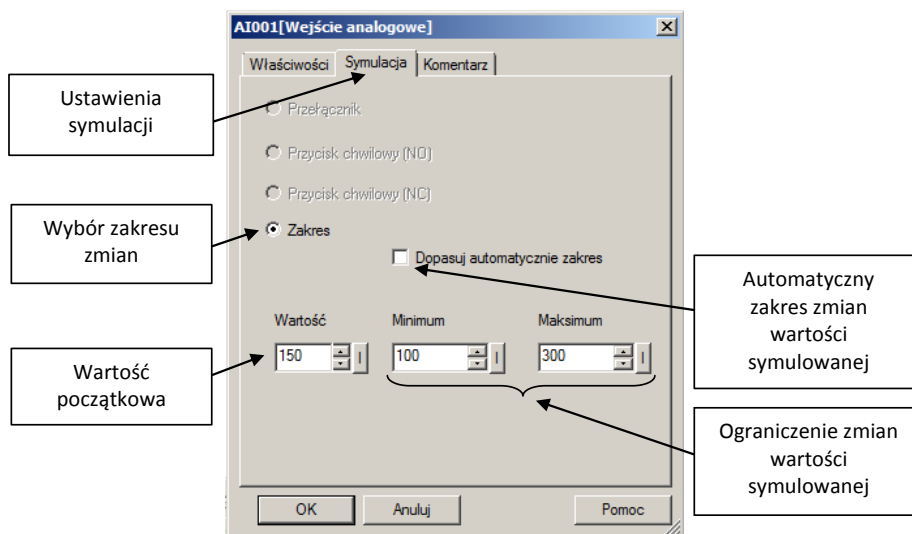 AI001[Wejście analogowe]
Właściwości
Symulacja
Komentarz
Ustawienia
symulacji
Przełącznik
Przycisk chwilowy (NO)
Przycisk chwilowy (NC)
Wybór zakresu
zmian
Zakres
Dopasuj automatycznie zakres
Automatyczny
zakres zmian
wartości
symulowanej
Wartość
Minimum
Maksimum
150
100
300
Wartość
początkowa
Ograniczenie zmian
wartości
symulowanej
OK
Anuluj
Pomoc